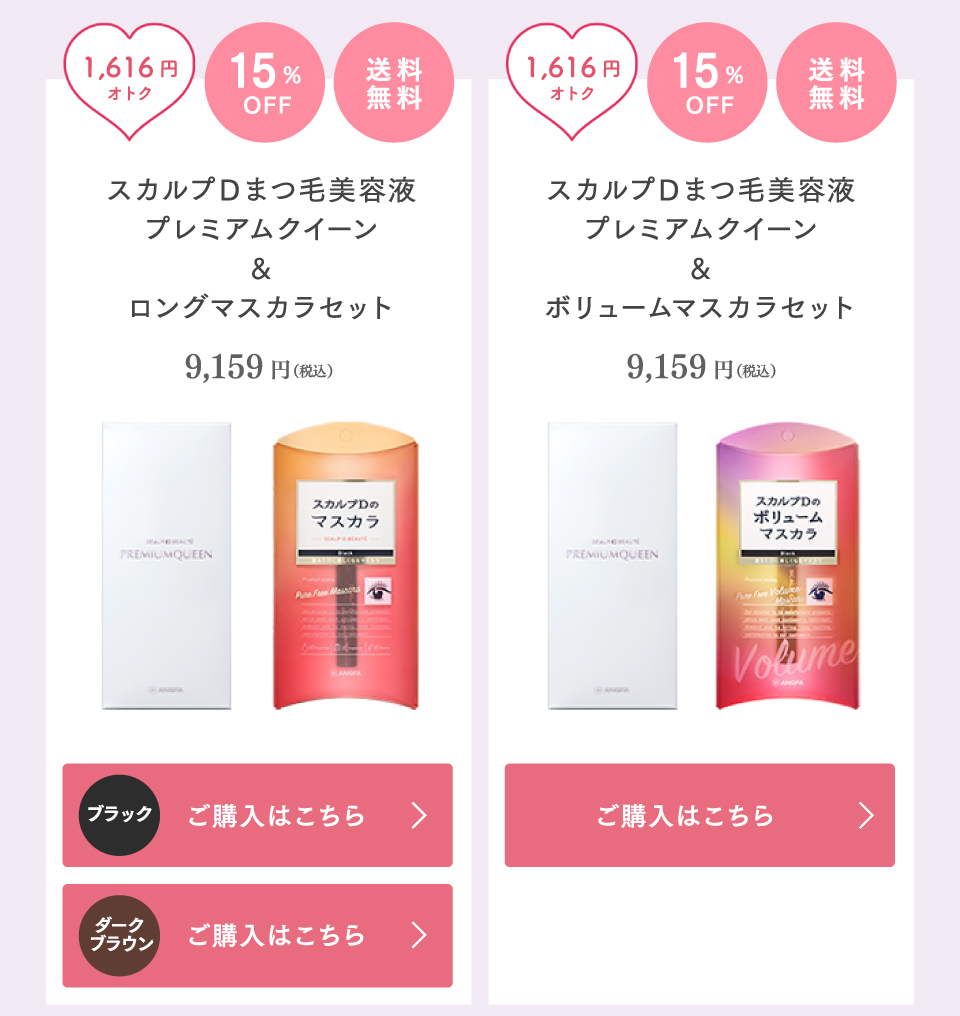 1,616円
オトク
15%
OFF
送料
無料
スカルプDまつ毛美容液
プレミアムクイーン
&
ロングマスカラセット
9,159円(税込)
SCALP-D BEAUTÉ
PREMIUMQUEEN
ANGFA
スカルプDの
マスカラ
SCALP-D BEAUTÉ
Black
Pure Free Mascara
ANGFA
ブラック
ご購入はこちら
ダーク
ブラウン
ご購入はこちら
1,616円
オトク
15%
OFF
送料
無料
スカルプDまつ毛美容液
プレミアムクイーン
&
ボリュームマスカラセット
9,159円(税込)
SCALP-D BEAUTÉ
PREMIUMQUEEN
ANGFA
スカルプDの
ボリューム
マスカラ
Black
Pure Free Volume
Mascara
Volume
ANGFA
ご購入はこちら